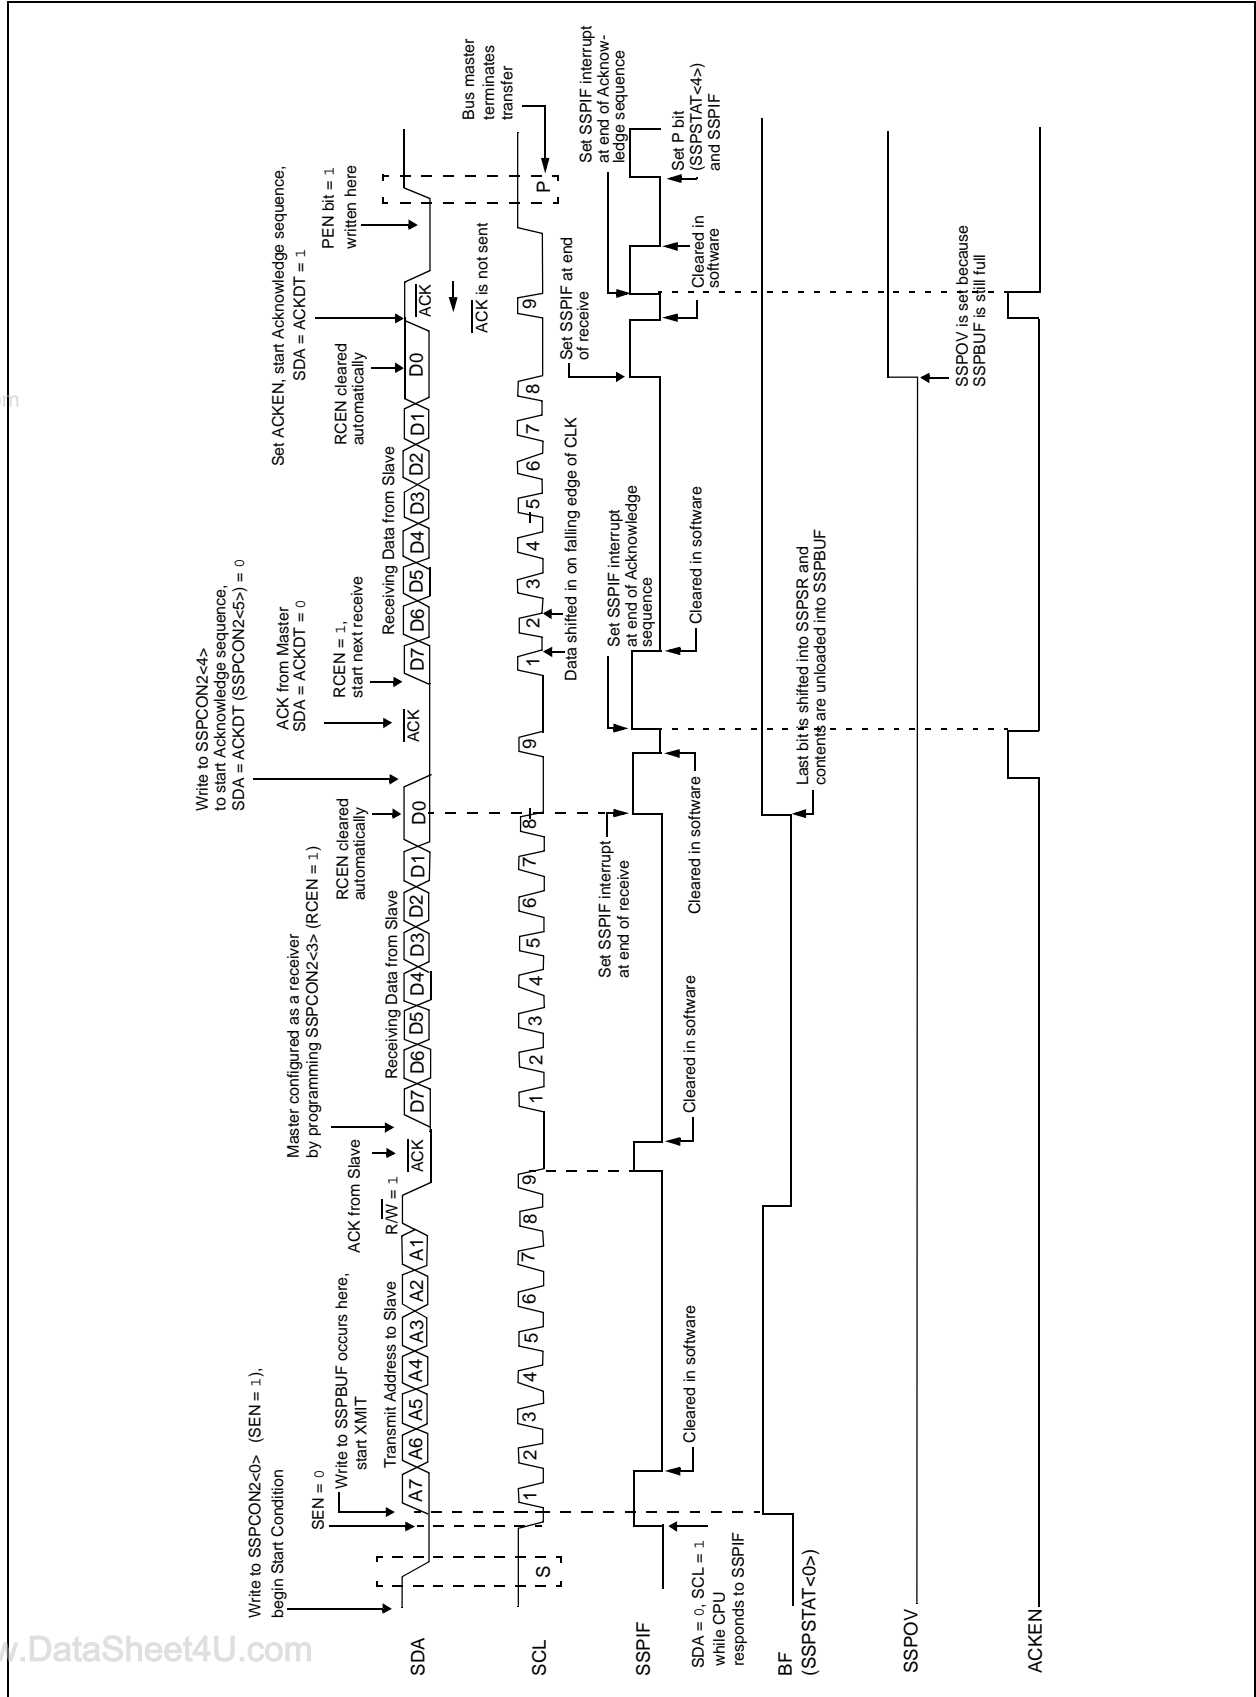 Write to SSPCON2<0> (SEN = 1),
begin Start Condition
SEN = 0
Write to SSPBUF occurs here,
start XMIT
Transmit Address to Slave
R/W = 1
ACK from Slave
Master configured as a receiver
by programming SSPCON2<3> (RCEN = 1)
Receiving Data from Slave
RCEN cleared
automatically
Write to SSPCON2<4>
to start Acknowledge sequence,
SDA = ACKDT (SSPCON2<5>) = 0
ACK from Master
SDA = ACKDT = 0
RCEN = 1,
start next receive
Receiving Data from Slave
RCEN cleared
automatically
Set ACKEN, start Acknowledge sequence,
SDA = ACKDT = 1
PEN bit = 1
written here
Bus master
terminates
transfer
SDA
A7 A6 A5 A4 A3 A2 A1
ACK
D7 D6 D5 D4 D3 D2 D1 D0
ACK
D7 D6 D5 D4 D3 D2 D1 D0
ACK
ACK is not sent
SCL
S
1 2 3 4 5 6 7 8 9
1 2 3 4 5 6 7 8 9
1 2 3 4 5 6 7 8 9
P
Data shifted in on falling edge of CLK
Set SSPIF interrupt
at end of receive
Set SSPIF interrupt
at end of Acknowledge
sequence
Set SSPIF at end
of receive
Set SSPIF interrupt
at end of Acknow-
ledge sequence
SSPIF
SDA = 0, SCL = 1
while CPU
responds to SSPIF
Cleared in software
Cleared in software
Cleared in software
Cleared in software
Cleared in
software
Set P bit
(SSPSTAT<4>)
and SSPIF
BF
(SSPSTAT<0>)
Last bit is shifted into SSPSR and
contents are unloaded into SSPBUF
SSPOV
SSPOV is set because
SSPBUF is still full
ACKEN
w.DataSheet4U.com
om